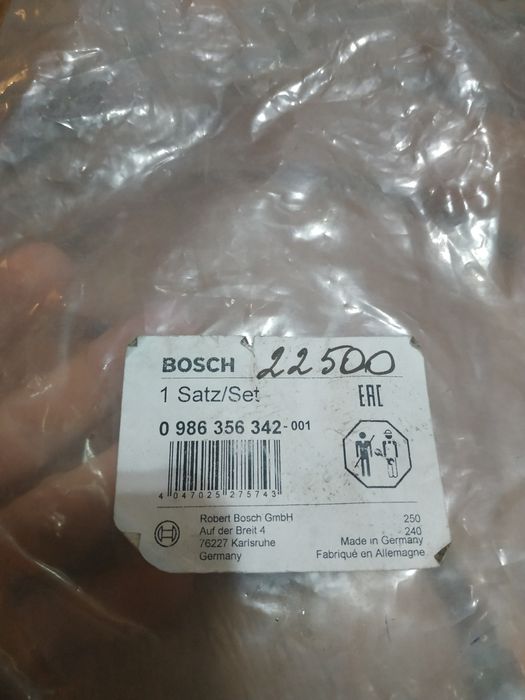 BOSCH 22500
1 Satz/Set
EAC
0 986 356 342-001
4 047025 275743
Robert Bosch GmbH 250
Auf der Breit 4 240
76227 Karlsruhe Made in Germany
Germany Fabriqué en Allemagne